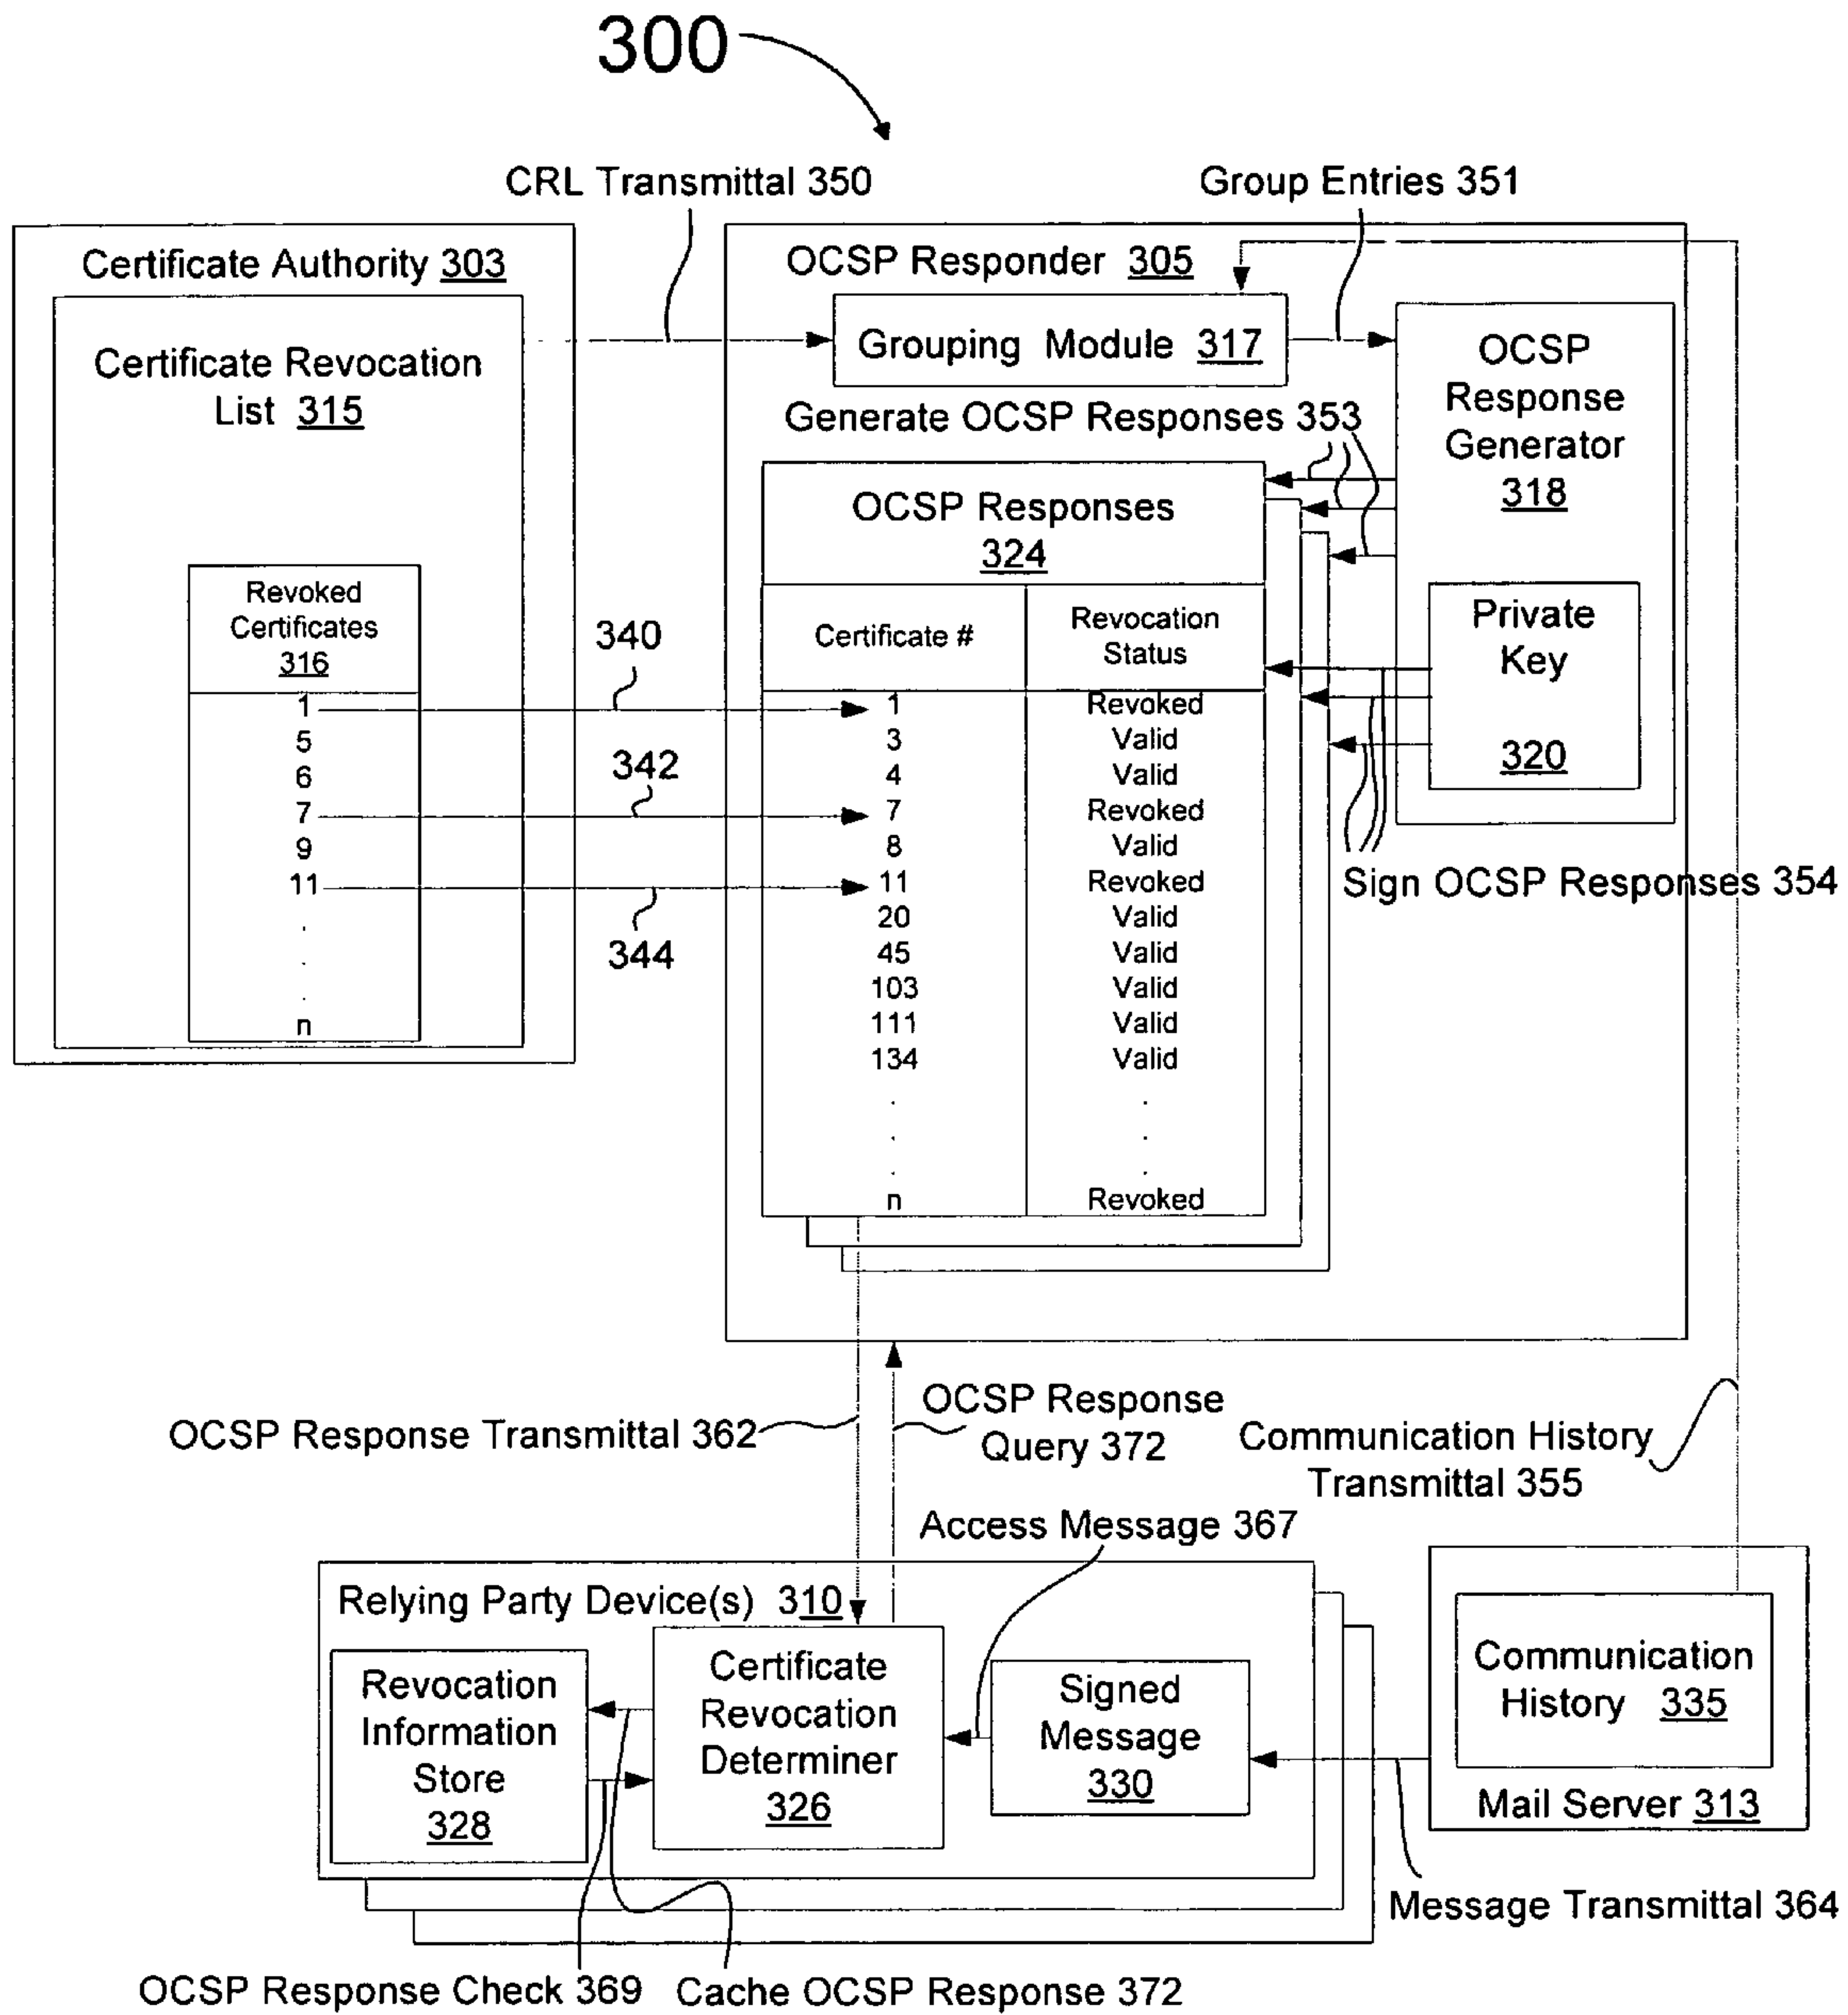 300
CRL Transmittal 350
Group Entries 351
Certificate Authority 303
Certificate Revocation
List 315
Revoked
Certificates
316
1
5
6
7
9
11
.
.
.
n
340
342
344
OCSP Responder 305
Grouping Module 317
Generate OCSP Responses 353
OCSP Responses
324
Certificate #
Revocation
Status
1 Revoked
3 Valid
4 Valid
7 Revoked
8 Valid
11 Revoked
20 Valid
45 Valid
103 Valid
111 Valid
134 Valid
. .
. .
. .
n Revoked
OCSP
Response
Generator
318
Private
Key
320
Sign OCSP Responses 354
OCSP Response Transmittal 362
OCSP Response
Query 372
Communication History
Transmittal 355
Access Message 367
Relying Party Device(s) 310
Revocation
Information
Store
328
Certificate
Revocation
Determiner
326
Signed
Message
330
Communication
History 335
Mail Server 313
Message Transmittal 364
OCSP Response Check 369
Cache OCSP Response 372